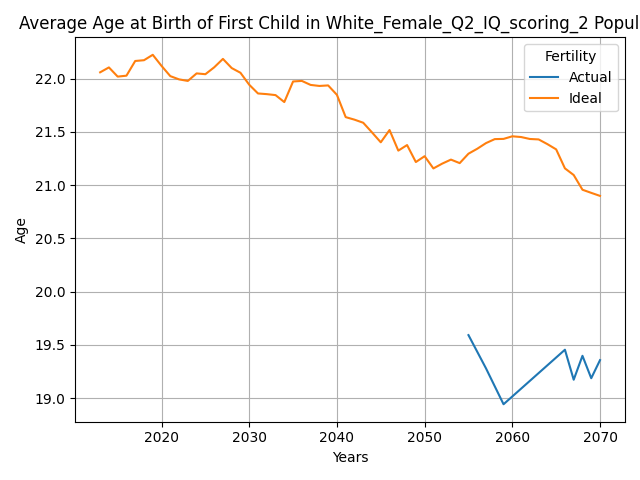 Average Age at Birth of First Child in White_Female_Q2_IQ_scoring_2 Popul
Fertility
Actual
Ideal
Age
22.0
21.5
21.0
20.5
20.0
19.5
19.0
2020 2030 2040 2050 2060 2070
Years